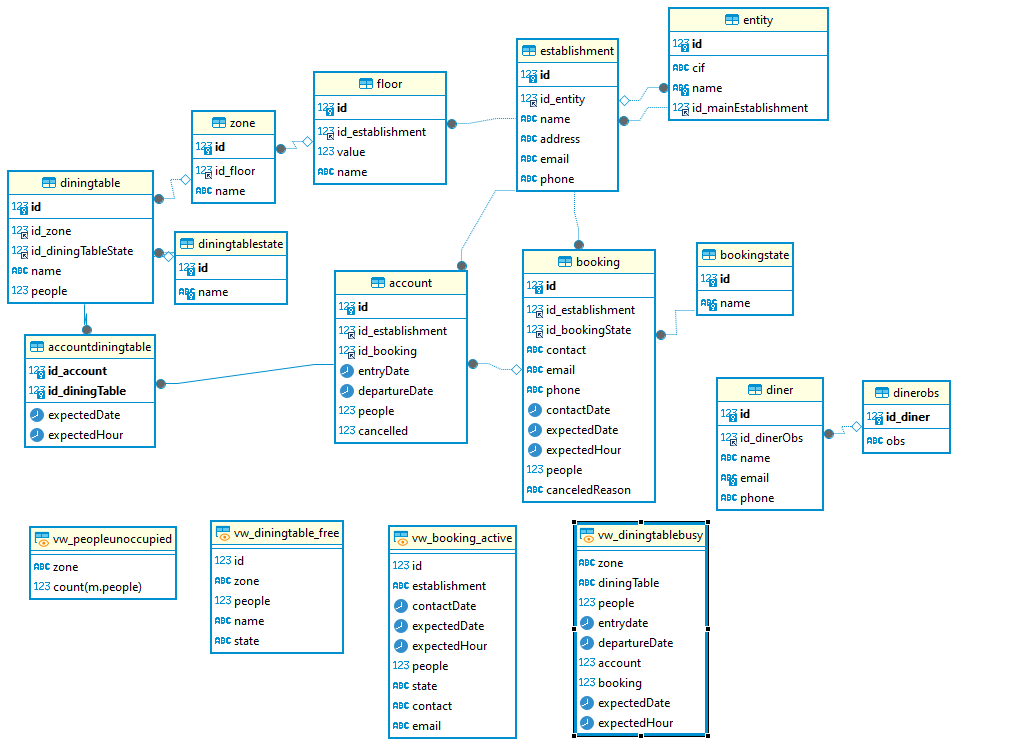 entity
123 id
ABC cif
ABC name
123 id_mainEstablishment
establishment
123 id
123 id_entity
ABC name
ABC address
ABC email
ABC phone
floor
123 id
123 id_establishment
123 value
ABC name
zone
123 id
123 id_floor
ABC name
diningtable
123 id
123 id_zone
123 id_diningTableState
ABC name
123 people
diningtablestate
123 id
ABC name
accountdiningtable
123 id_account
123 id_diningTable
expectedDate
expectedHour
account
123 id
123 id_establishment
123 id_booking
entryDate
departureDate
123 people
123 cancelled
booking
123 id
123 id_establishment
123 id_bookingState
ABC contact
ABC email
ABC phone
contactDate
expectedDate
expectedHour
123 people
ABC canceledReason
bookingstate
123 id
ABC name
diner
123 id
123 id_dinerObs
ABC name
ABC email
ABC phone
dinerobs
123 id_diner
ABC obs
vw_peopleunoccupied
ABC zone
123 count(m.people)
vw_diningtable_free
123 id
ABC zone
123 people
ABC name
ABC state
vw_booking_active
123 id
ABC establishment
contactDate
expectedDate
expectedHour
123 people
ABC state
ABC contact
ABC email
vw_diningtablebusy
ABC zone
ABC diningTable
123 people
entrydate
departureDate
123 account
123 booking
expectedDate
expectedHour